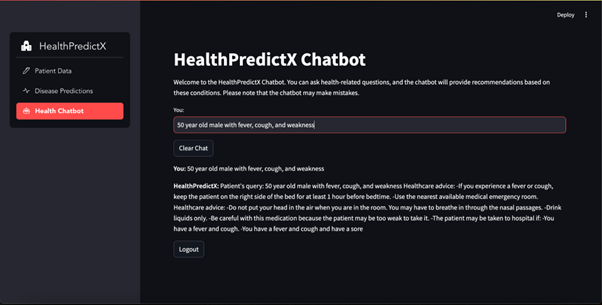 Deploy
HealthPredictX
Patient Data
Disease Predictions
Health Chatbot
HealthPredictX Chatbot
Welcome to the HealthPredictX Chatbot. You can ask health-related questions, and the chatbot will provide recommendations based on
these conditions. Please note that the chatbot may make mistakes.
You:
50 year old male with fever, cough, and weakness
Clear Chat
You: 50 year old male with fever, cough, and weakness
HealthPredictX: Patient's query: 50 year old male with fever, cough, and weakness Healthcare advice: -If you experience a fever or cough,
keep the patient on the right side of the bed for at least 1 hour before bedtime. -Use the nearest available medical emergency room.
Healthcare advice: -Do not put your head in the air when you are in the room. You may have to breathe in through the nasal passages. -Drink
liquids only. -Be careful with this medication because the patient may be too weak to take it. -The patient may be taken to hospital if: -You
have a fever and cough. -You have a fever and cough and have a sore
Logout